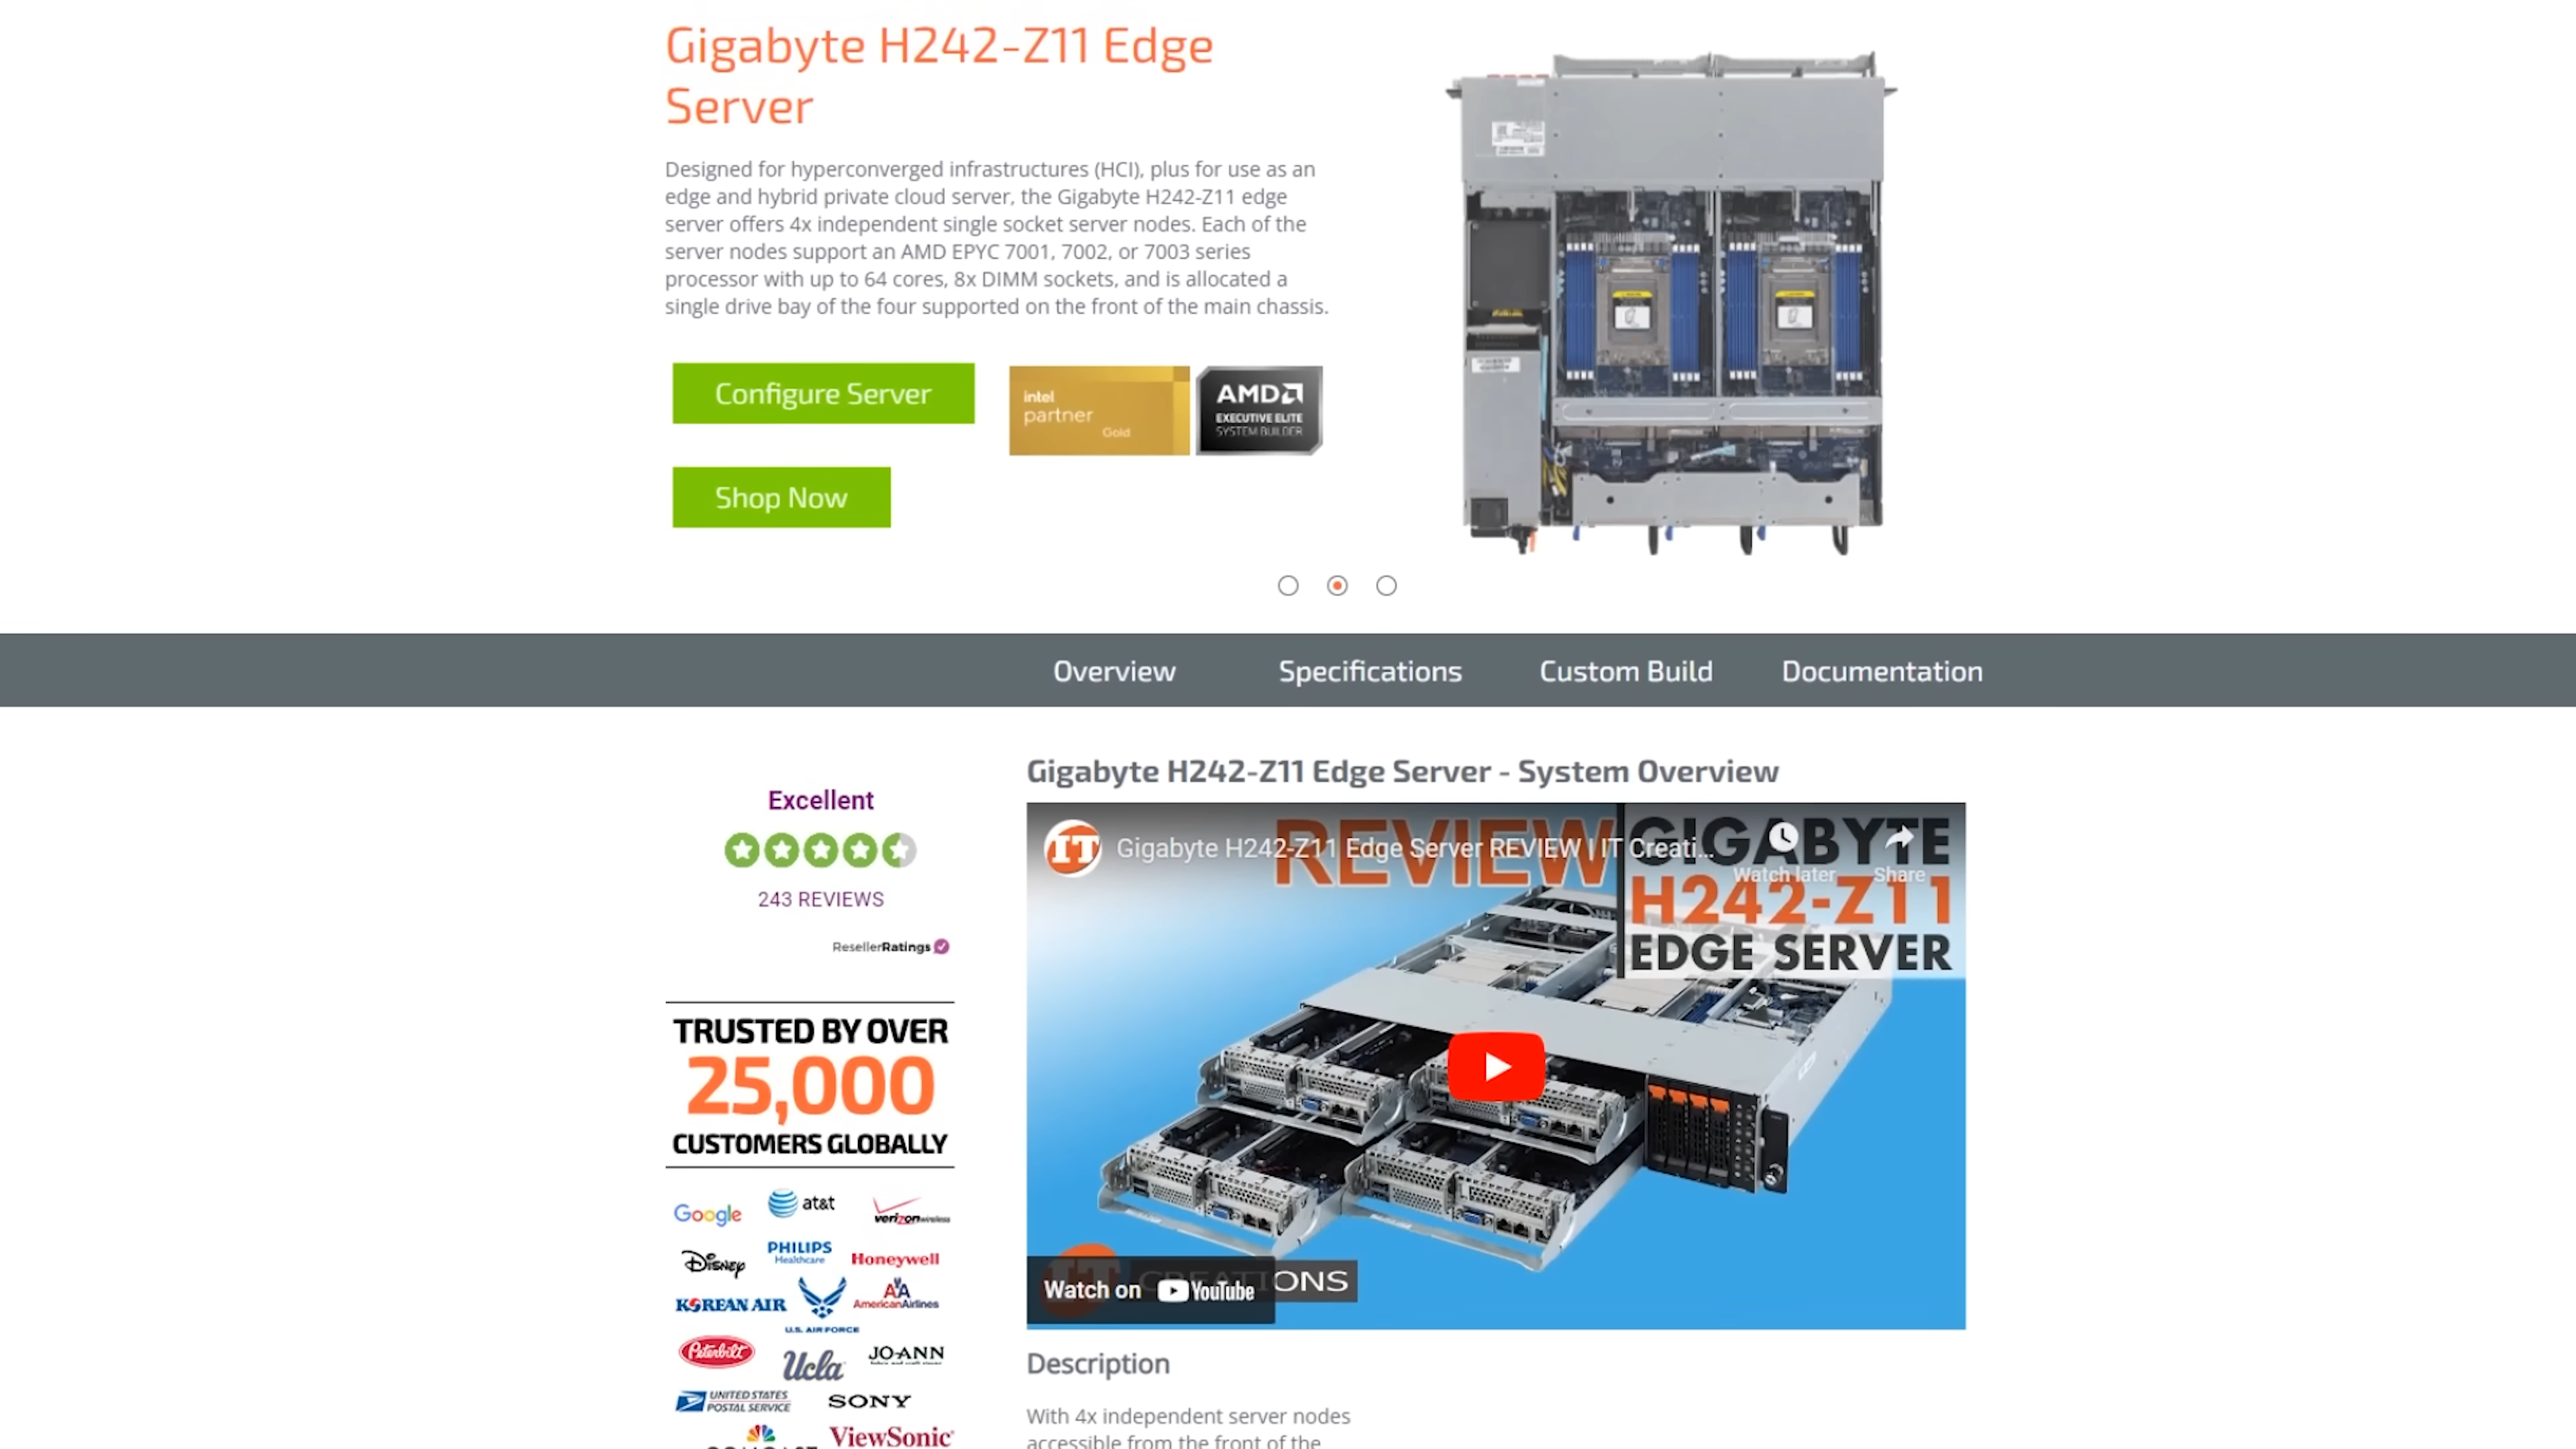 Gigabyte H242-Z11 Edge
Server
Designed for hyperconverged infrastructures (HCI), plus for use as an
edge and hybrid private cloud server, the Gigabyte H242-Z11 edge
server offers 4x independent single socket server nodes. Each of the
server nodes support an AMD EPYC 7001, 7002, or 7003 series
processor with up to 64 cores, 8x DIMM sockets, and is allocated a
single drive bay of the four supported on the front of the main chassis.
Configure Server
intel
partner
Gold
AMD
EXECUTIVE ELITE
SYSTEM BUILDER
Shop Now
Overview Specifications Custom Build Documentation
Excellent
243 REVIEWS
ResellerRatings
TRUSTED BY OVER
25,000
CUSTOMERS GLOBALLY
Google at&t verizon wireless
Disney PHILIPS Healthcare Honeywell
KOREAN AIR U.S. AIR FORCE AA American Airlines
Peterbilt Ucla JO-ANN
UNITED STATES
POSTAL SERVICE SONY
ViewSonic
Gigabyte H242-Z11 Edge Server - System Overview
IT Gigabyte H242-Z11 Edge Server REVIEW | IT Creati...
Watch later Share
REVIEW
GIGABYTE
H242-Z11
EDGE SERVER
Watch on YouTube
Description
With 4x independent server nodes
accessible from the front of the